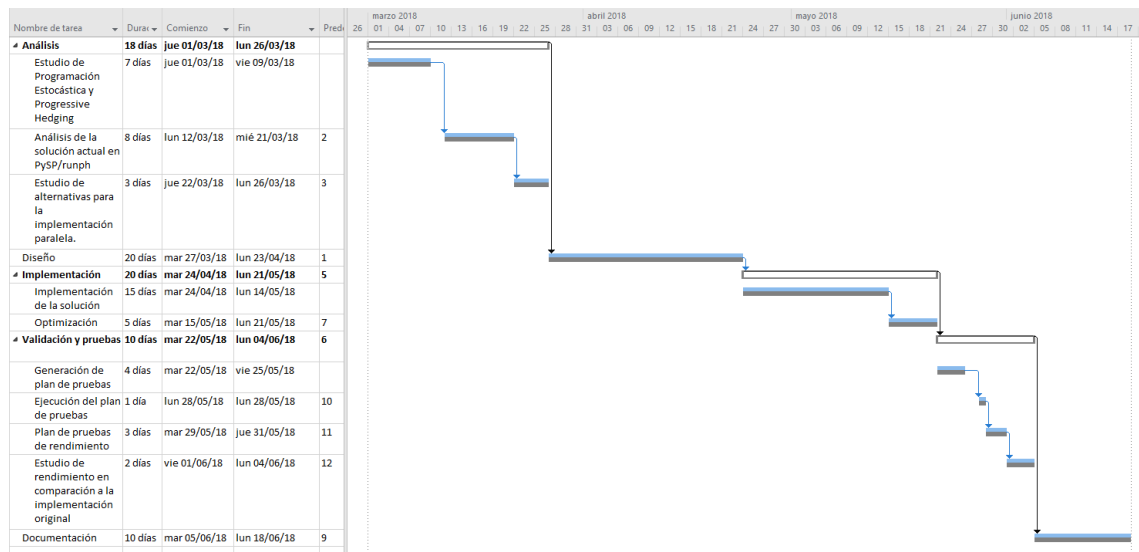 marzo 2018 abril 2018 mayo 2018 junio 2018
Nombre de tarea Durac Comienzo Fin Prede 26 01 04 07 10 13 16 19 22 25 28 31 03 06 09 12 15 18 21 24 27 30 03 06 09 12 15 18 21 24 27 30 02 05 08 11 14 17
Análisis 18 días jue 01/03/18 lun 26/03/18
Estudio de 7 días jue 01/03/18 vie 09/03/18
Programación
Estocástica y
Progressive
Hedging
Análisis de la 8 días lun 12/03/18 mié 21/03/18 2
solución actual en
PySP/runph
Estudio de 3 días jue 22/03/18 lun 26/03/18 3
alternativas para
la
implementación
paralela.
Diseño 20 días mar 27/03/18 lun 23/04/18 1
Implementación 20 días mar 24/04/18 lun 21/05/18 5
Implementación 15 días mar 24/04/18 lun 14/05/18
de la solución
Optimización 5 días mar 15/05/18 lun 21/05/18 7
Validación y pruebas 10 días mar 22/05/18 lun 04/06/18 6
Generación de 4 días mar 22/05/18 vie 25/05/18
plan de pruebas
Ejecución del plan 1 día lun 28/05/18 lun 28/05/18 10
de pruebas
Plan de pruebas 3 días mar 29/05/18 jue 31/05/18 11
de rendimiento
Estudio de 2 días vie 01/06/18 lun 04/06/18 12
rendimiento en
comparación a la
implementación
original
Documentación 10 días mar 05/06/18 lun 18/06/18 9